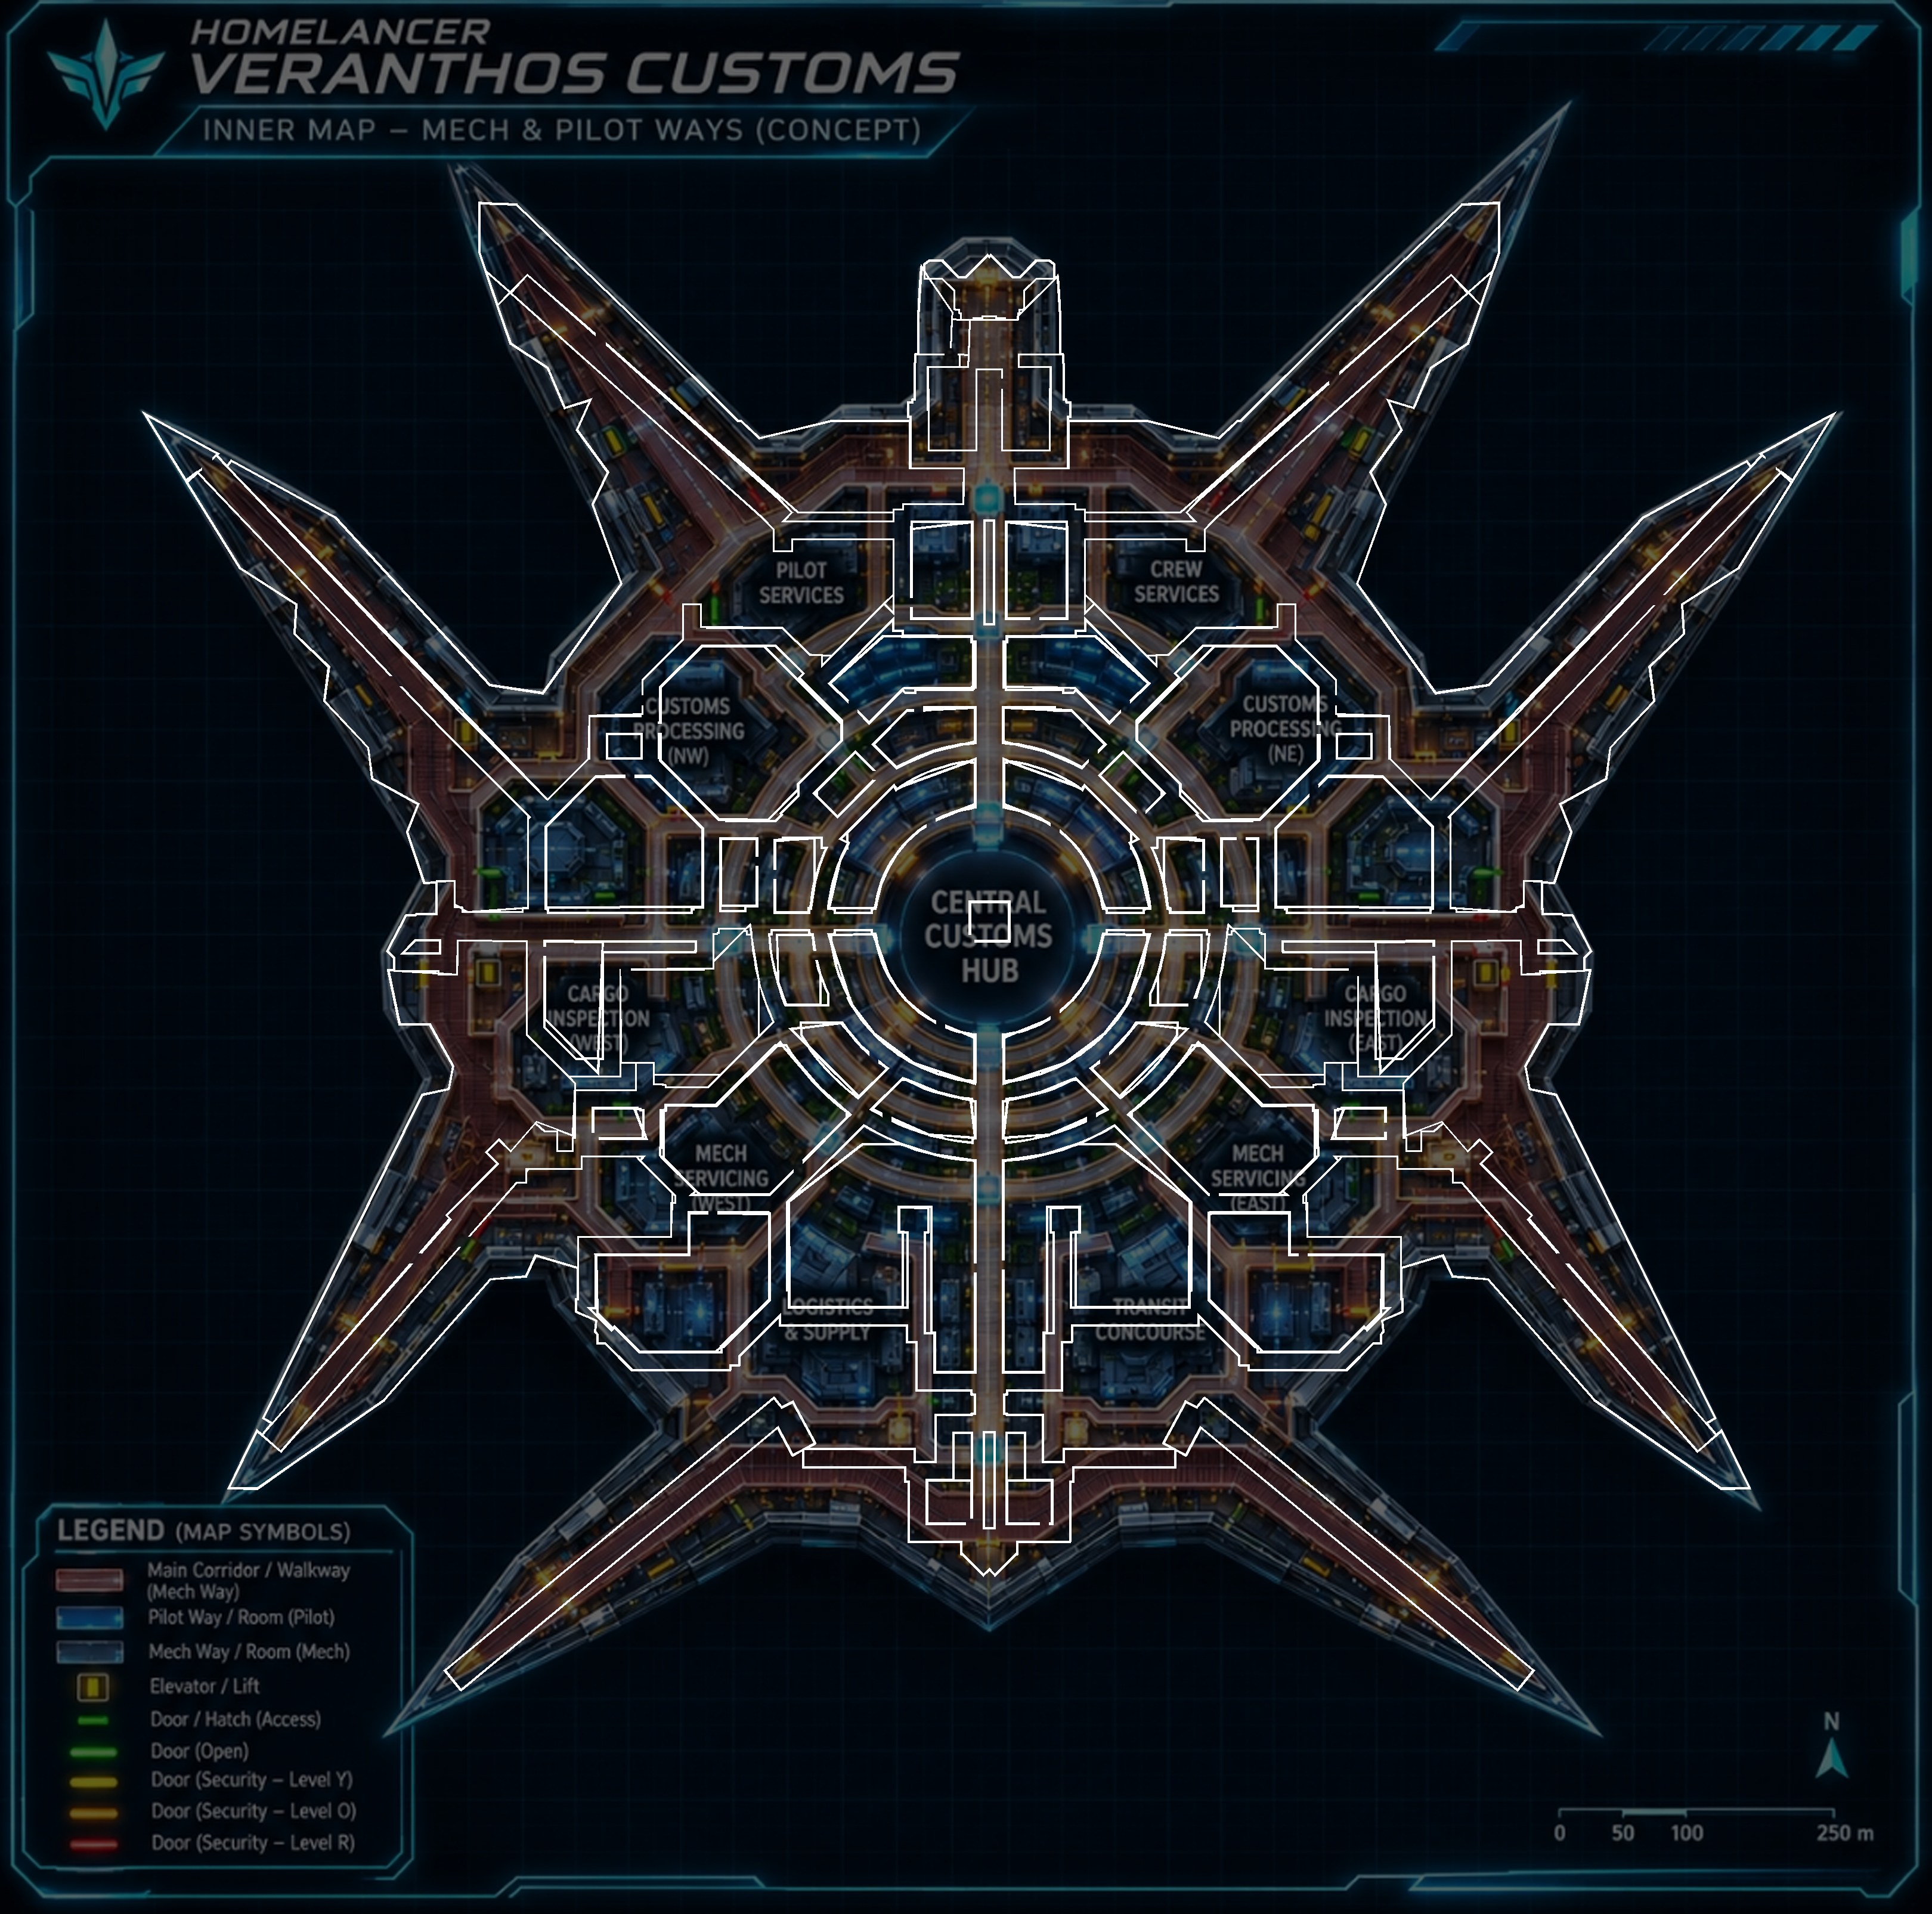 HOMELANCER
VERANTHOS CUSTOMS
INNER MAP – MECH & PILOT WAYS (CONCEPT)
PILOT
SERVICES
CREW
SERVICES
CUSTOMS
PROCESSING
(NW)
CUSTOMS
PROCESSING
(NE)
CENTRAL
CUSTOMS
HUB
CARGO
INSPECTION
(WEST)
CARGO
INSPECTION
(EAST)
MECH
SERVICING
(WEST)
MECH
SERVICING
(EAST)
LOGISTICS
& SUPPLY
TRANSIT
CONCOURSE
LEGEND (MAP SYMBOLS)
Main Corridor / Walkway
(Mech Way)
Pilot Way / Room (Pilot)
Mech Way / Room (Mech)
Elevator / Lift
Door / Hatch (Access)
Door (Open)
Door (Security – Level Y)
Door (Security – Level O)
Door (Security – Level R)
N
0 50 100 250 m